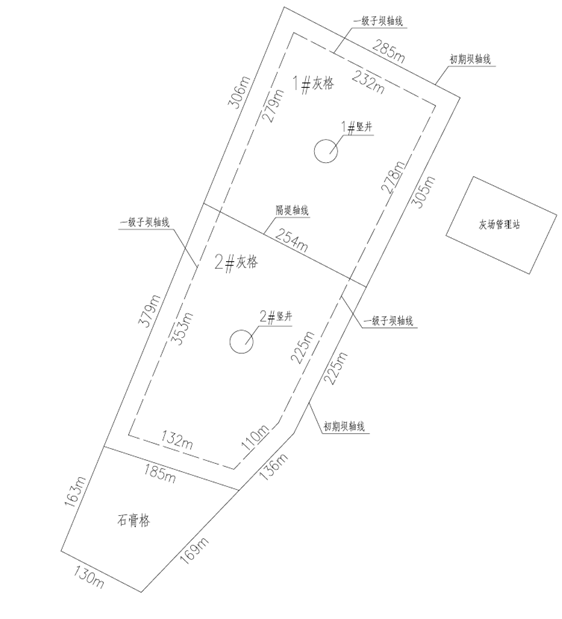 一级子坝轴线
285m
初期坝轴线
232m
1#灰格
306m
279m
1#竖井
278m
305m
隔堤轴线
灰场管理站
一级子坝轴线
254m
2#灰格
379m
353m
2#竖井
一级子坝轴线
225m
225m
初期坝轴线
132m
110m
185m
136m
163m
石膏格
169m
130m